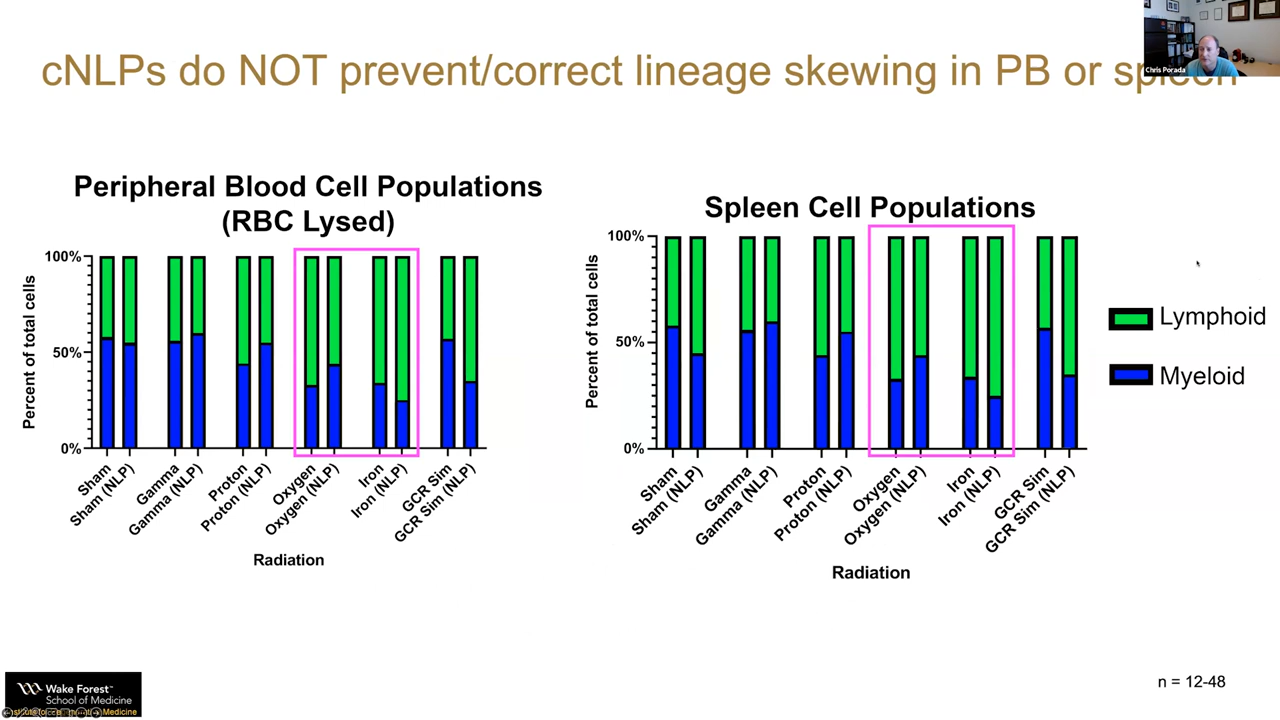 cNLPs do NOT prevent/correct lineage skewing in PB or spleen
Chris Porada
Peripheral Blood Cell Populations
(RBC Lysed)
Percent of total cells
100%
50%
0%
Sham
Sham (NLP)
Gamma
Gamma (NLP)
Proton
Proton (NLP)
Oxygen
Oxygen (NLP)
Iron
Iron (NLP)
GCR Sim
GCR Sim (NLP)
Radiation
Spleen Cell Populations
Percent of total cells
100%
50%
0%
Sham
Sham (NLP)
Gamma
Gamma (NLP)
Proton
Proton (NLP)
Oxygen
Oxygen (NLP)
Iron
Iron (NLP)
GCR Sim
GCR Sim (NLP)
Radiation
Lymphoid
Myeloid
Wake Forest™
School of Medicine
Medicine
n = 12-48